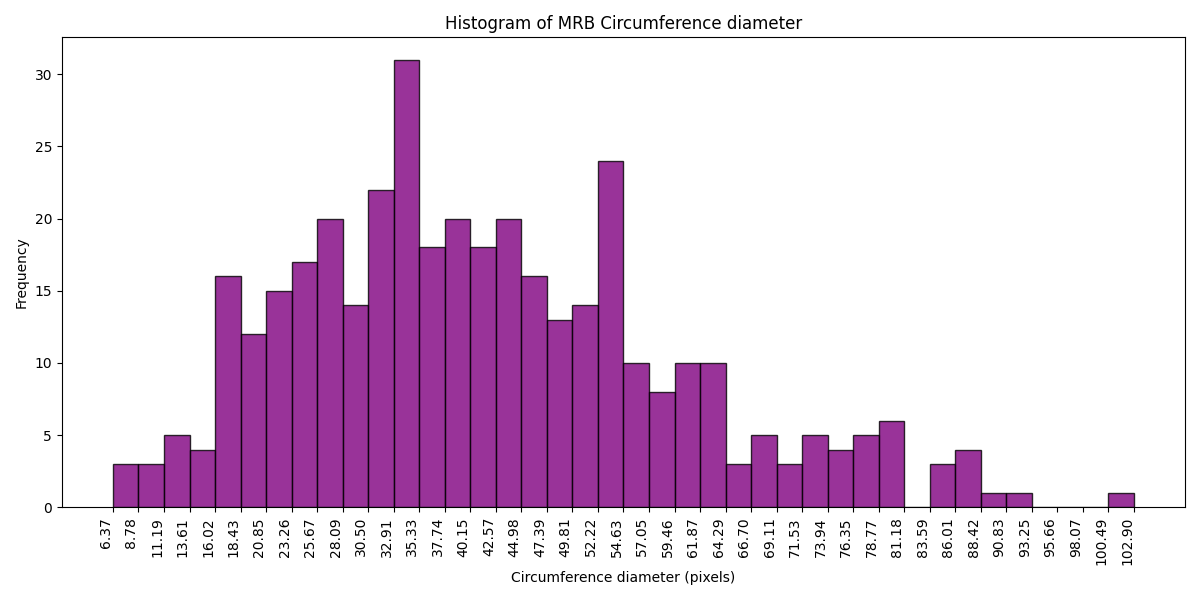 Histogram of MRB Circumference diameter
Frequency
30
25
20
15
10
5
0
6.37 8.78 11.19 13.61 16.02 18.43 20.85 23.26 25.67 28.09 30.50 32.91 35.33 37.74 40.15 42.57 44.98 47.39 49.81 52.22 54.63 57.05 59.46 61.87 64.29 66.70 69.11 71.53 73.94 76.35 78.77 81.18 83.59 86.01 88.42 90.83 93.25 95.66 98.07 100.49 102.90
Circumference diameter (pixels)